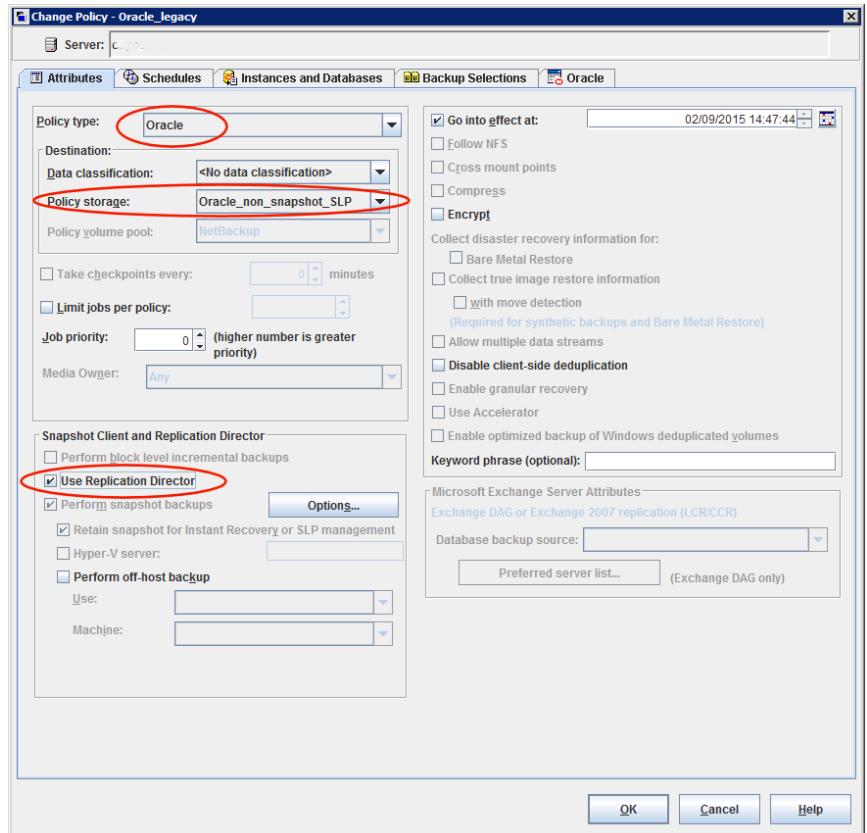 Change Policy - Oracle_legacy
Server:
Attributes Schedules Instances and Databases Backup Selections Oracle
Policy type: Oracle
Destination:
Data classification: <No data classification>
Policy storage: Oracle_non_snapshot_SLP
Policy volume pool: NetBackup
Take checkpoints every: 0 minutes
Limit jobs per policy:
Job priority: 0 (higher number is greater
priority)
Media Owner: Any
Snapshot Client and Replication Director
Perform block level incremental backups
Use Replication Director
Perform snapshot backups Options...
Retain snapshot for Instant Recovery or SLP management
Hyper-V server:
Perform off-host backup
Use:
Machine:
Go into effect at: 02/09/2015 14:47:44
Follow NFS
Cross mount points
Compress
Encrypt
Collect disaster recovery information for:
Bare Metal Restore
Collect true image restore information
with move detection
(Required for synthetic backups and Bare Metal Restore)
Allow multiple data streams
Disable client-side deduplication
Enable granular recovery
Use Accelerator
Enable optimized backup of Windows deduplicated volumes
Keyword phrase (optional):
Microsoft Exchange Server Attributes
Exchange DAG or Exchange 2007 replication (LCR/CCR)
Database backup source:
Preferred server list... (Exchange DAG only)
OK Cancel Help